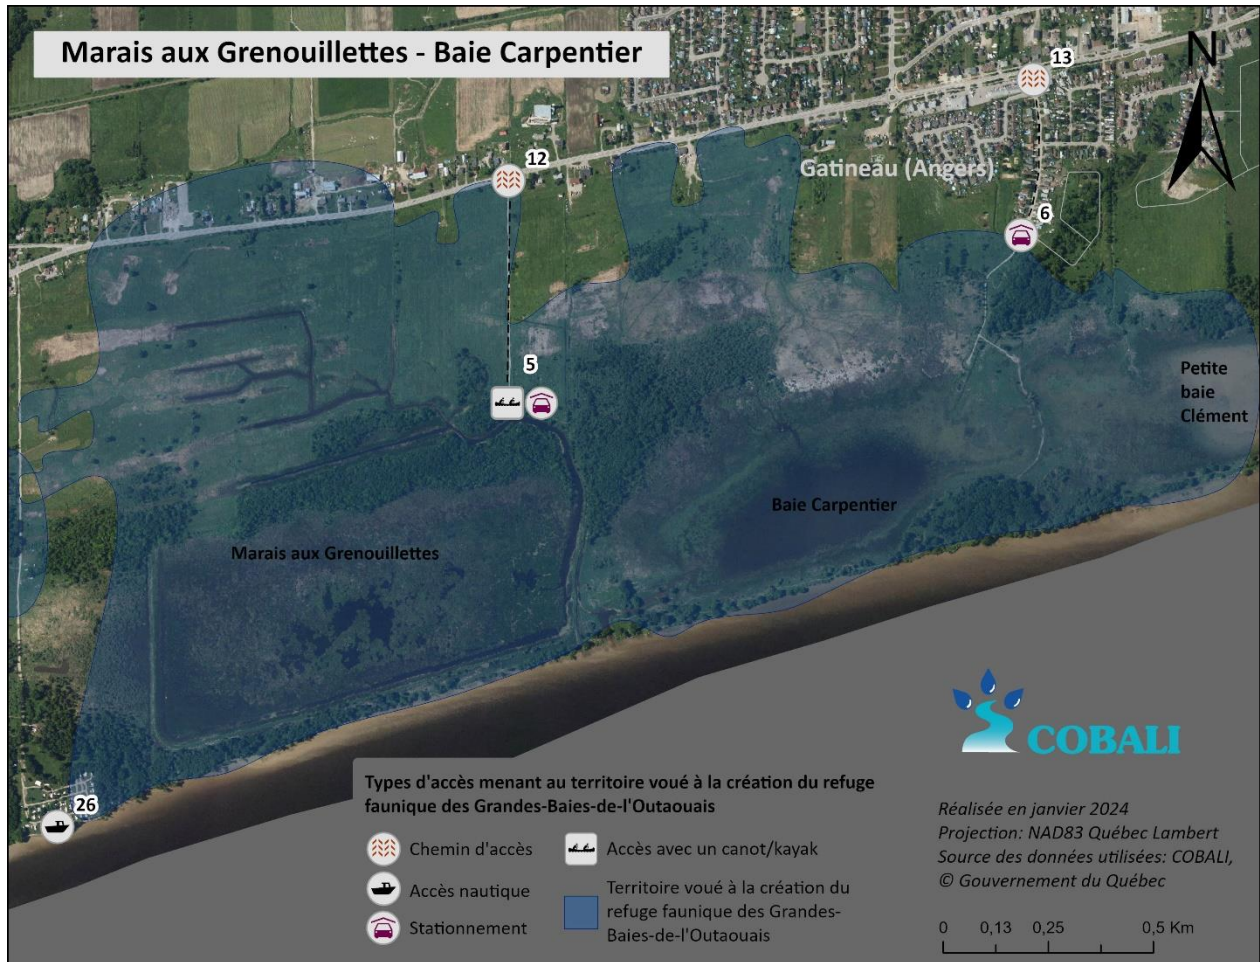 Marais aux Grenouillettes - Baie Carpentier
N
13
12
Gatineau (Angers)
6
5
Petite
baie
Clément
Baie Carpentier
Marais aux Grenouillettes
26
COBALI
Types d'accès menant au territoire voué à la création du refuge
faunique des Grandes-Baies-de-l'Outaouais
Chemin d'accès
Accès nautique
Stationnement
Accès avec un canot/kayak
Territoire voué à la création du
refuge faunique des Grandes-
Baies-de-l'Outaouais
Réalisée en janvier 2024
Projection: NAD83 Québec Lambert
Source des données utilisées: COBALI,
© Gouvernement du Québec
0 0,13 0,25 0,5 Km